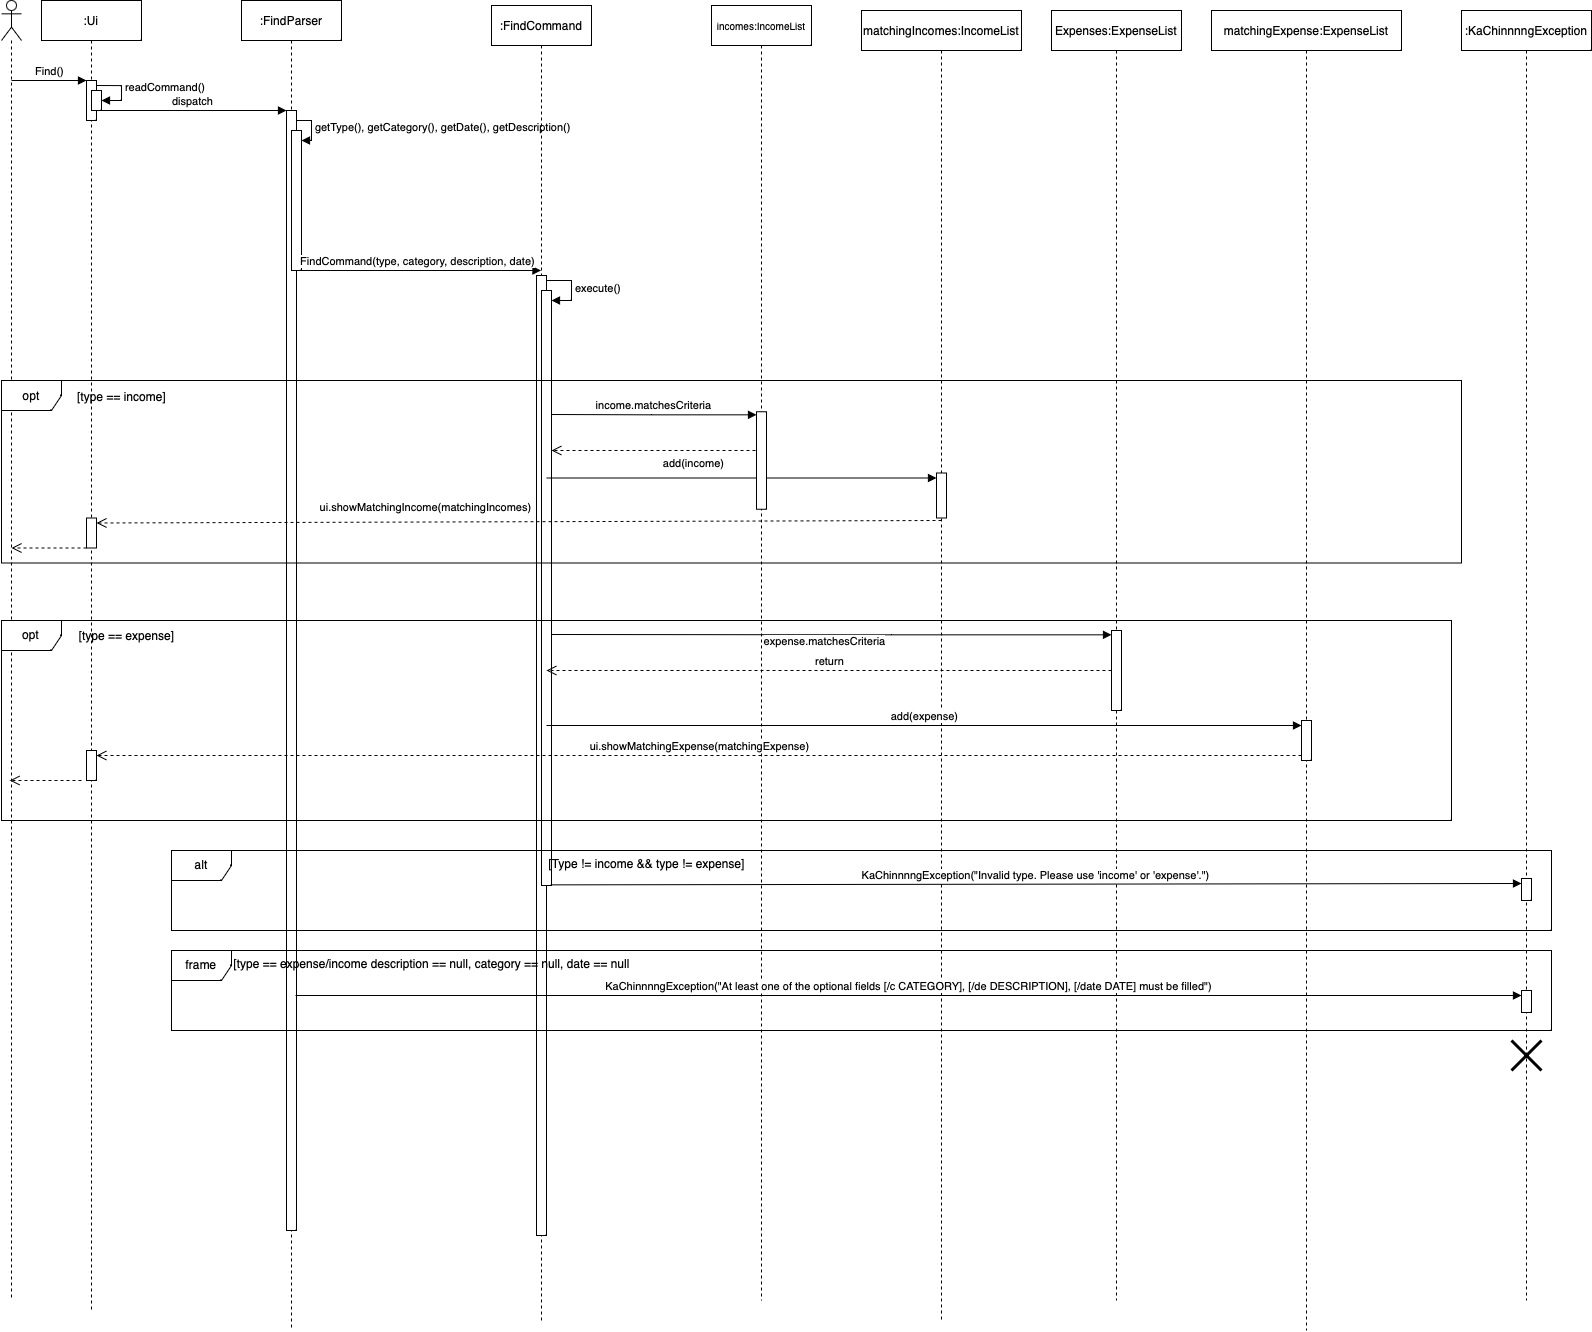 :Ui
:FindParser
:FindCommand
incomes:IncomeList
matchingIncomes:IncomeList
Expenses:ExpenseList
matchingExpense:ExpenseList
:KaChinnnngException
Find()
readCommand()
dispatch
getType(), getCategory(), getDate(), getDescription()
FindCommand(type, category, description, date)
execute()
opt
[type == income]
income.matchesCriteria
add(income)
ui.showMatchingIncome(matchingIncomes)
opt
[type == expense]
expense.matchesCriteria
return
add(expense)
ui.showMatchingExpense(matchingExpense)
alt
[Type != income && type != expense]
KaChinnnngException("Invalid type. Please use 'income' or 'expense'.")
frame
[type == expense/income description == null, category == null, date == null
KaChinnnngException("At least one of the optional fields [/c CATEGORY], [/de DESCRIPTION], [/date DATE] must be filled")